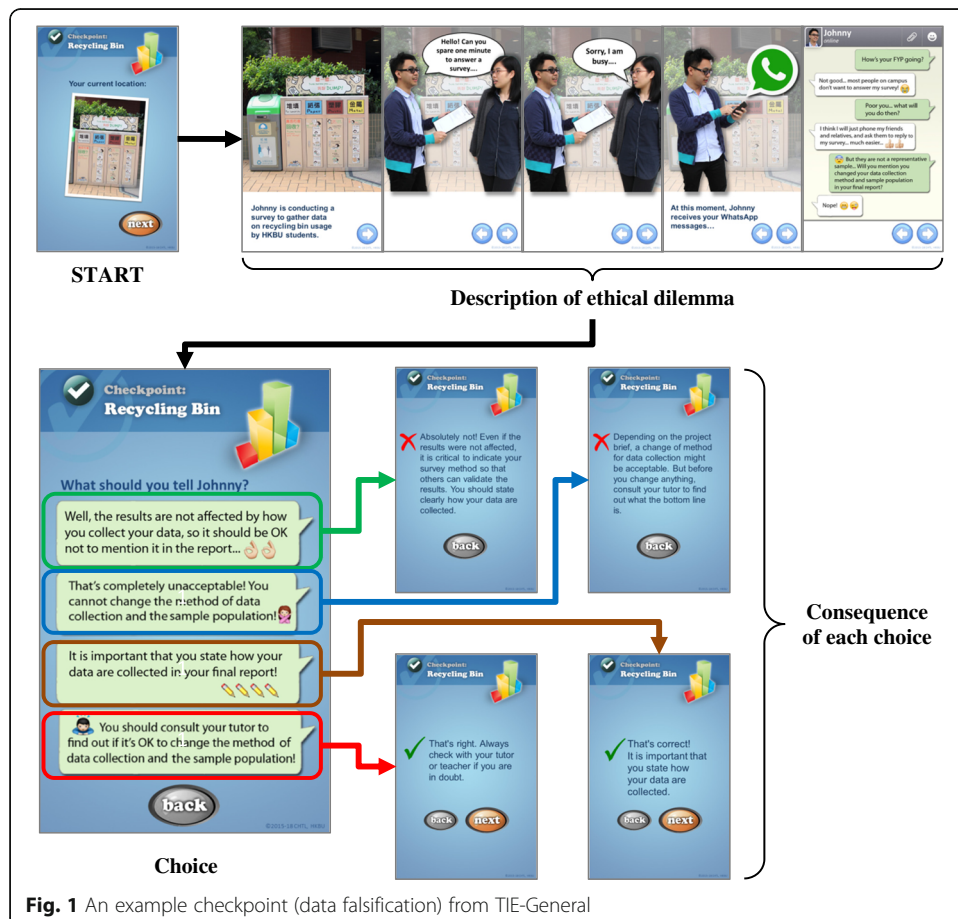 Checkpoint:
Recycling Bin
Your current location:
next
START
Johnny is conducting a
survey to gather data
on recycling bin usage
by HKBU students.
Hello! Can you
spare one minute
to answer a
survey....
Sorry, I am
busy....
At this moment, Johnny
receives your WhatsApp
messages...
Johnny
online
How's your FYP going?
Not good... most people on campus
don't want to answer my survey!
Poor you... what will
you do then?
I think I will just phone my friends
and relatives, and ask them to reply to
my survey... much easier...
But they are not a representative
sample... Will you mention you
changed your data collection
method and sample population
in your final report?
Nope!
Description of ethical dilemma
Checkpoint:
Recycling Bin
What should you tell Johnny?
Well, the results are not affected by how
you collect your data, so it should be OK
not to mention it in the report...
That's completely unacceptable! You
cannot change the method of data
collection and the sample population!
It is important that you state how your
data are collected in your final report!
You should consult your tutor to
find out if it's OK to change the method of
data collection and the sample population!
back
Choice
Checkpoint:
Recycling Bin
Absolutely not! Even if the
results were not affected,
it is critical to indicate your
survey method so that
others can validate the
results. You should state
clearly how your data are
collected.
back
Checkpoint:
Recycling Bin
Depending on the project
brief, a change of method
for data collection might
be acceptable. But before
you change anything,
consult your tutor to find
out what the bottom line
is.
back
Checkpoint:
Recycling Bin
That's right. Always
check with your tutor
or teacher if you are
in doubt.
back
next
Checkpoint:
Recycling Bin
That's correct!
It is important that
you state how
your data are
collected.
back
next
Consequence
of each choice
Fig. 1 An example checkpoint (data falsification) from TIE-General